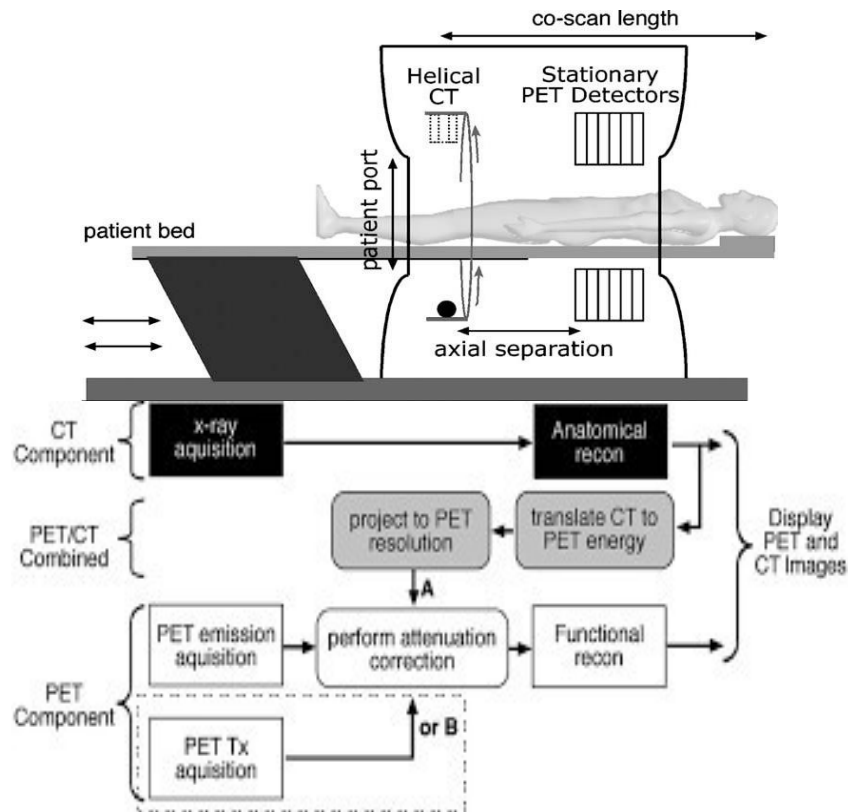 co-scan length
Helical
CT
Stationary
PET Detectors
patient port
patient bed
axial separation
CT
Component
x-ray
aquisition
Anatomical
recon
PET/CT
Combined
project to PET
resolution
translate CT to
PET energy
Display
PET and
CT Images
A
PET
Component
PET emission
aquisition
perform attenuation
correction
Functional
recon
or B
PET Tx
aquisition